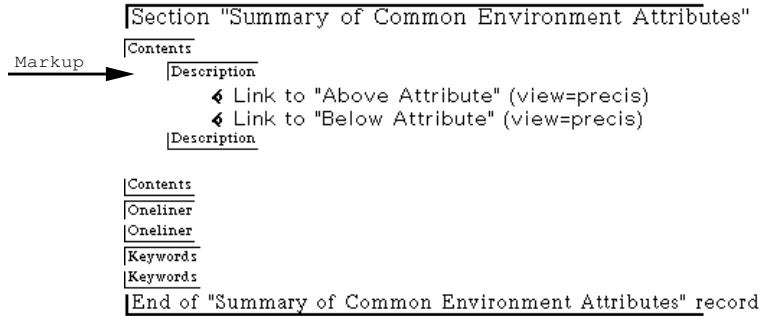 Section "Summary of Common Environment Attributes"
Contents
Markup
Description
Link to "Above Attribute" (view=precis)
Link to "Below Attribute" (view=precis)
Description
Contents
Oneliner
Oneliner
Keywords
Keywords
End of "Summary of Common Environment Attributes" record